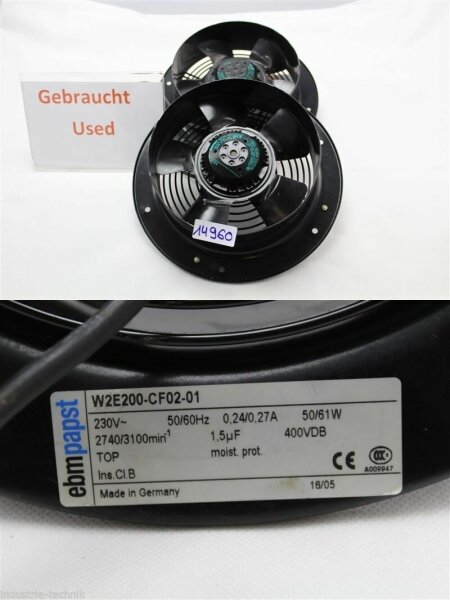 Gebraucht
Used
14960
ebmpapst
W2E200-CF02-01
230V~ 50/60Hz 0,24/0,27A 50/61W
2740/3100min⁻¹ 1,5µF 400VDB
TOP moist. prot.
Ins.Cl.B
CE CCC
A009947
Made in Germany 16/05
industrie-technik